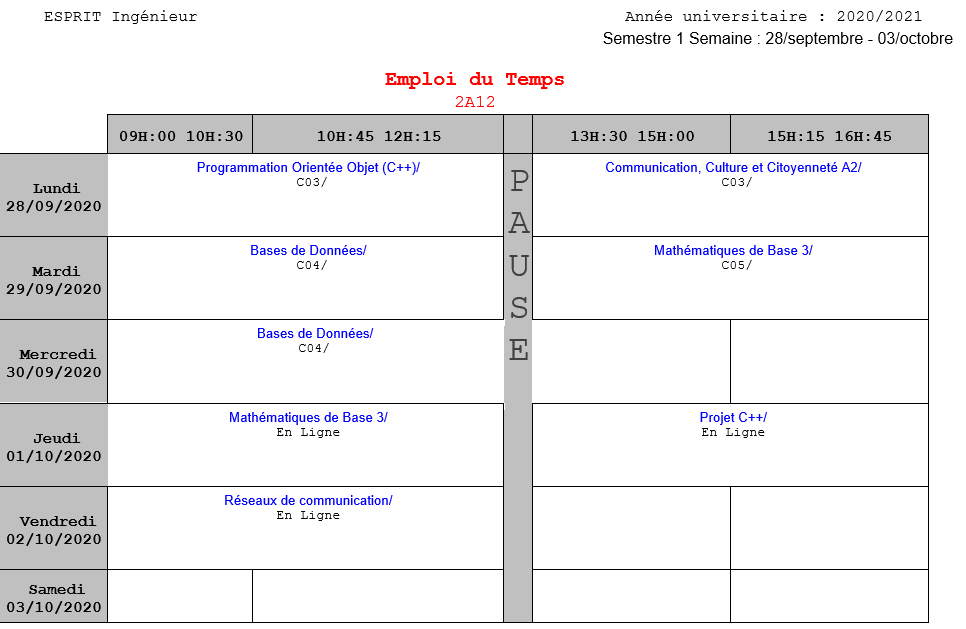 ESPRIT Ingénieur
Année universitaire : 2020/2021
Semestre 1 Semaine : 28/septembre - 03/octobre
Emploi du Temps
2A12
09H:00 10H:30 10H:45 12H:15 13H:30 15H:00 15H:15 16H:45
PAUSE
Lundi
28/09/2020
Programmation Orientée Objet (C++)/
C03/
Communication, Culture et Citoyenneté A2/
C03/
Mardi
29/09/2020
Bases de Données/
C04/
Mathématiques de Base 3/
C05/
Mercredi
30/09/2020
Bases de Données/
C04/
Jeudi
01/10/2020
Mathématiques de Base 3/
En Ligne
Projet C++/
En Ligne
Vendredi
02/10/2020
Réseaux de communication/
En Ligne
Samedi
03/10/2020